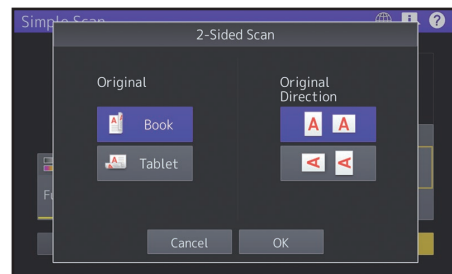 Simple Scan
2-Sided Scan
Original
Book
Tablet
Original
Direction
A A
A A
Cancel
OK